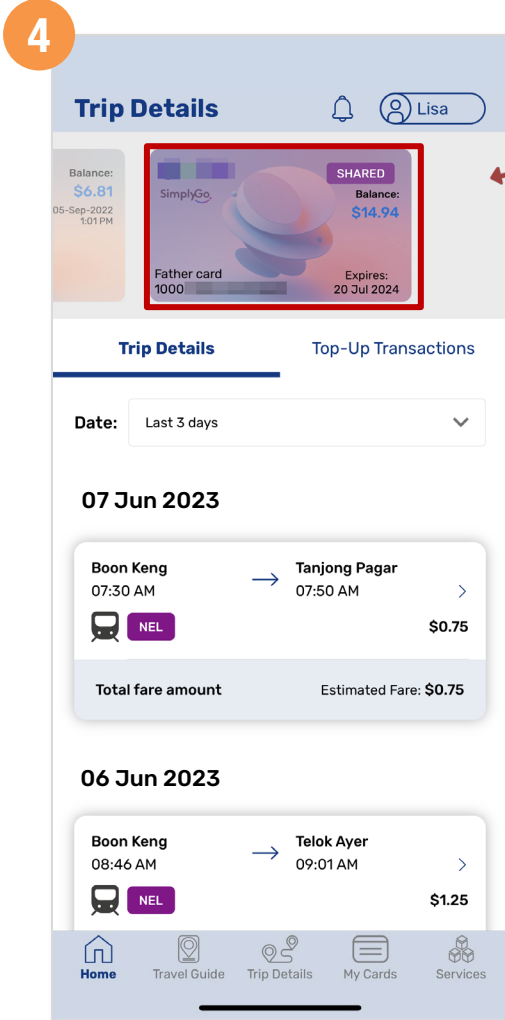 4
Trip Details
Lisa
Balance:
$6.81
05-Sep-2022
1:01 PM
SimplyGo.
SHARED
Balance:
$14.94
Father card
1000
Expires:
20 Jul 2024
Trip Details
Top-Up Transactions
Date:
Last 3 days
07 Jun 2023
Boon Keng
07:30 AM
Tanjong Pagar
07:50 AM
NEL
$0.75
Total fare amount
Estimated Fare: $0.75
06 Jun 2023
Boon Keng
08:46 AM
Telok Ayer
09:01 AM
NEL
$1.25
Home
Travel Guide
Trip Details
My Cards
Services